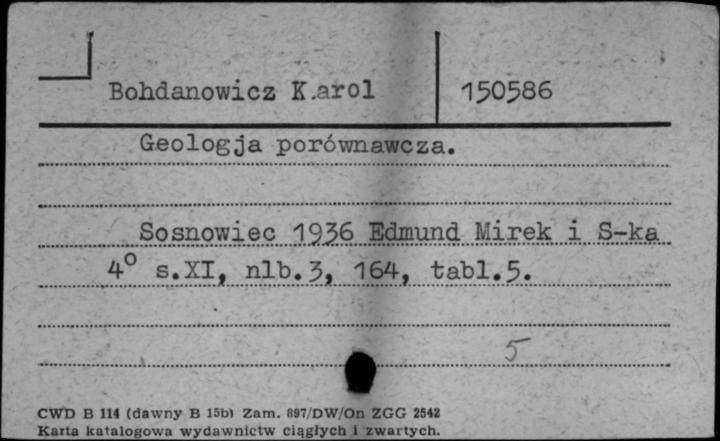 Bohdanowicz K.arol 150586
Geologja porównawcza.
Sosnowiec 1936 Edmund Mirek i S-ka
4° s.XI, nlb.3, 164, tabl.5.
5
CWD B 114 (dawny B 15b) Zam. 897/DW/On ZGG 2542
Karta katalogowa wydawnictw ciągłych i zwartych.